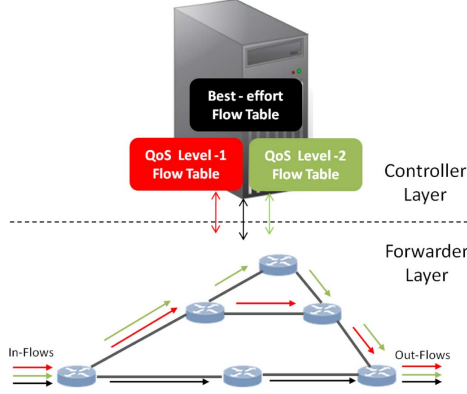 Best - effort
Flow Table
QoS Level -1
Flow Table
QoS Level -2
Flow Table
Controller
Layer
Forwarder
Layer
In-Flows
Out-Flows